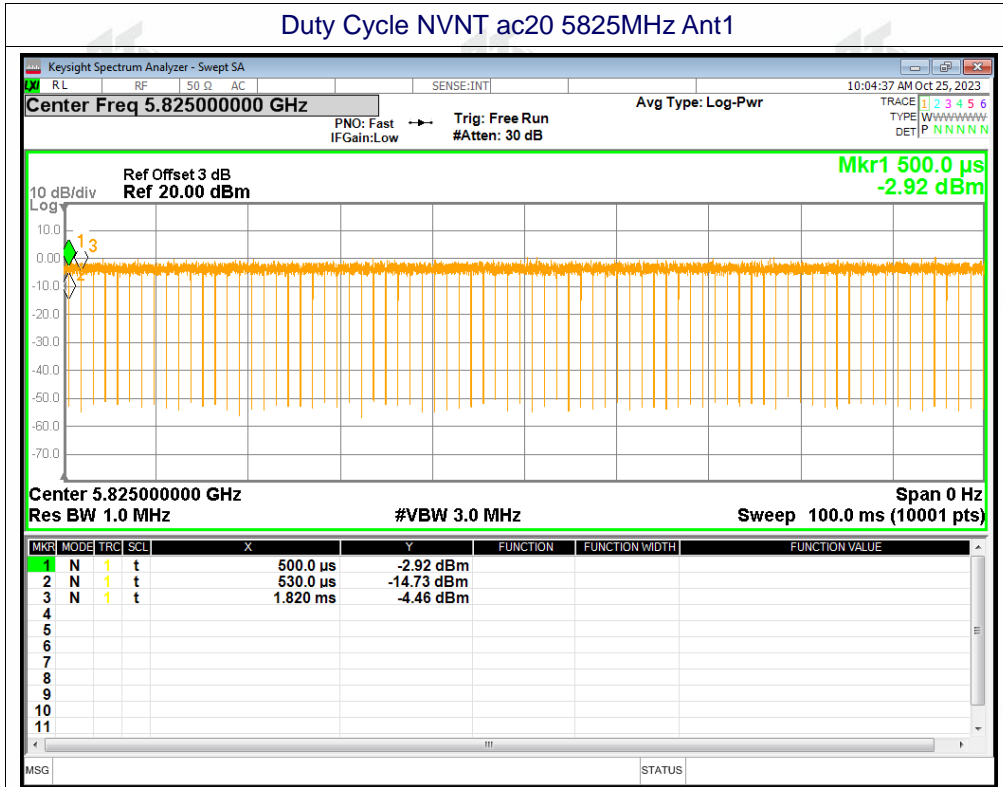 Duty Cycle NVNT ac20 5825MHz Ant1
Keysight Spectrum Analyzer - Swept SA
LXI RL RF 50 Ω AC SENSE:INT 10:04:37 AM Oct 25, 2023
Center Freq 5.825000000 GHz
PNO: Fast
IFGain:Low
Trig: Free Run
#Atten: 30 dB
Avg Type: Log-Pwr
TRACE 1 2 3 4 5 6
TYPE WWWWWWW
DET P N N N N N
Mkr1 500.0 µs
-2.92 dBm
Ref Offset 3 dB
10 dB/div Ref 20.00 dBm
Log
10.0
0.00
-10.0
-20.0
-30.0
-40.0
-50.0
-60.0
-70.0
1
3
2
Center 5.825000000 GHz Span 0 Hz
Res BW 1.0 MHz #VBW 3.0 MHz Sweep 100.0 ms (10001 pts)
MKR MODE TRC SCL X Y FUNCTION FUNCTION WIDTH FUNCTION VALUE
1 N 1 t 500.0 µs -2.92 dBm
2 N 1 t 530.0 µs -14.73 dBm
3 N 1 t 1.820 ms -4.46 dBm
4
5
6
7
8
9
10
11
MSG STATUS